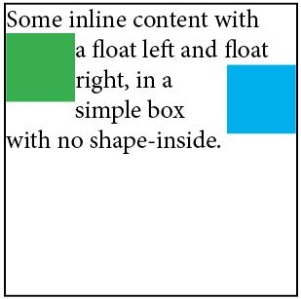 Some inline content with
a float left and float
right, in a
simple box
with no shape-inside.